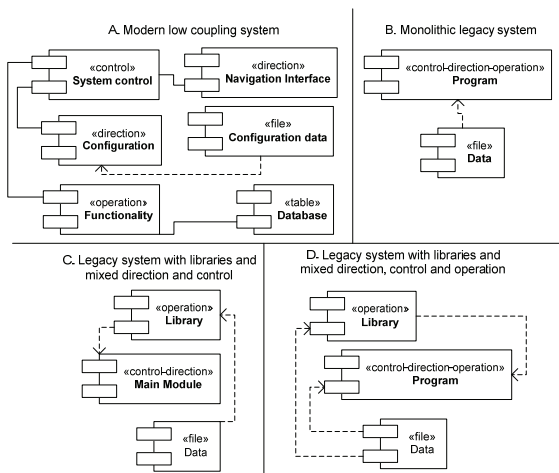 A. Modern low coupling system
«control»
System control
«direction»
Navigation Interface
«direction»
Configuration
«file»
Configuration data
«operation»
Functionality
«table»
Database
B. Monolithic legacy system
«control-direction-operation»
Program
«file»
Data
C. Legacy system with libraries and
mixed direction and control
«operation»
Library
«control-direction»
Main Module
«file»
Data
D. Legacy system with libraries and
mixed direction, control and operation
«operation»
Library
«control-direction-operation»
Program
«file»
Data